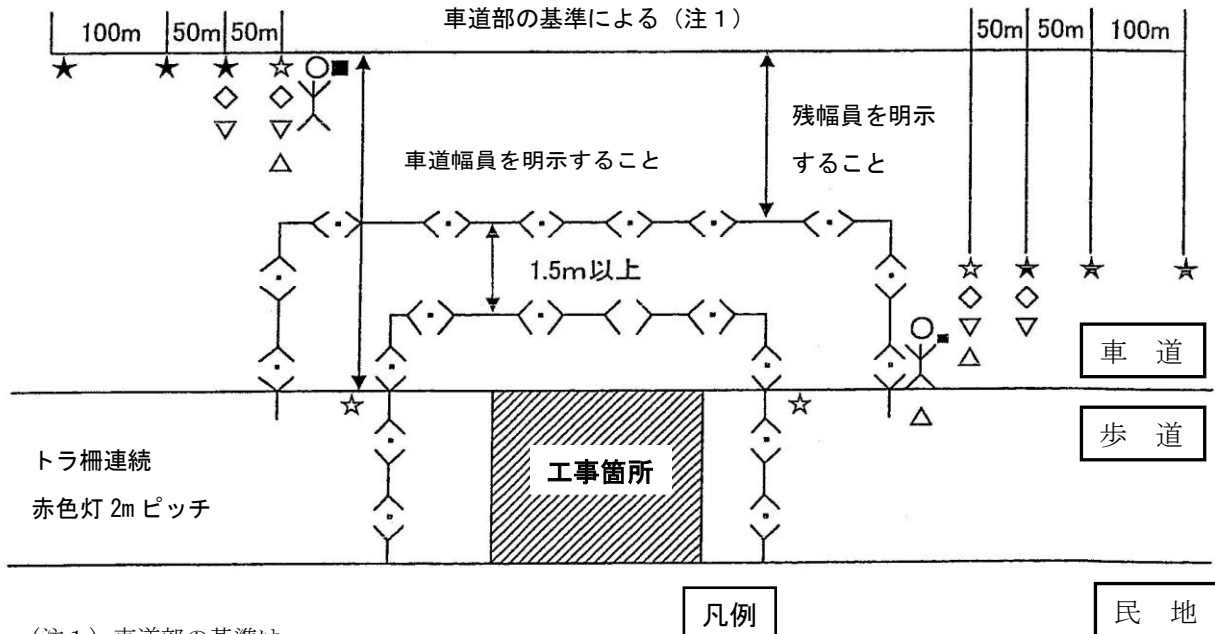 車道部の基準による（注１）
100m 50m 50m
50m 50m 100m
残幅員を明示
すること
車道幅員を明示すること
1.5m以上
車　道
歩　道
トラ柵連続
赤色灯 2m ピッチ
工事箇所
凡例
民　地
（注１）車道部の基準は